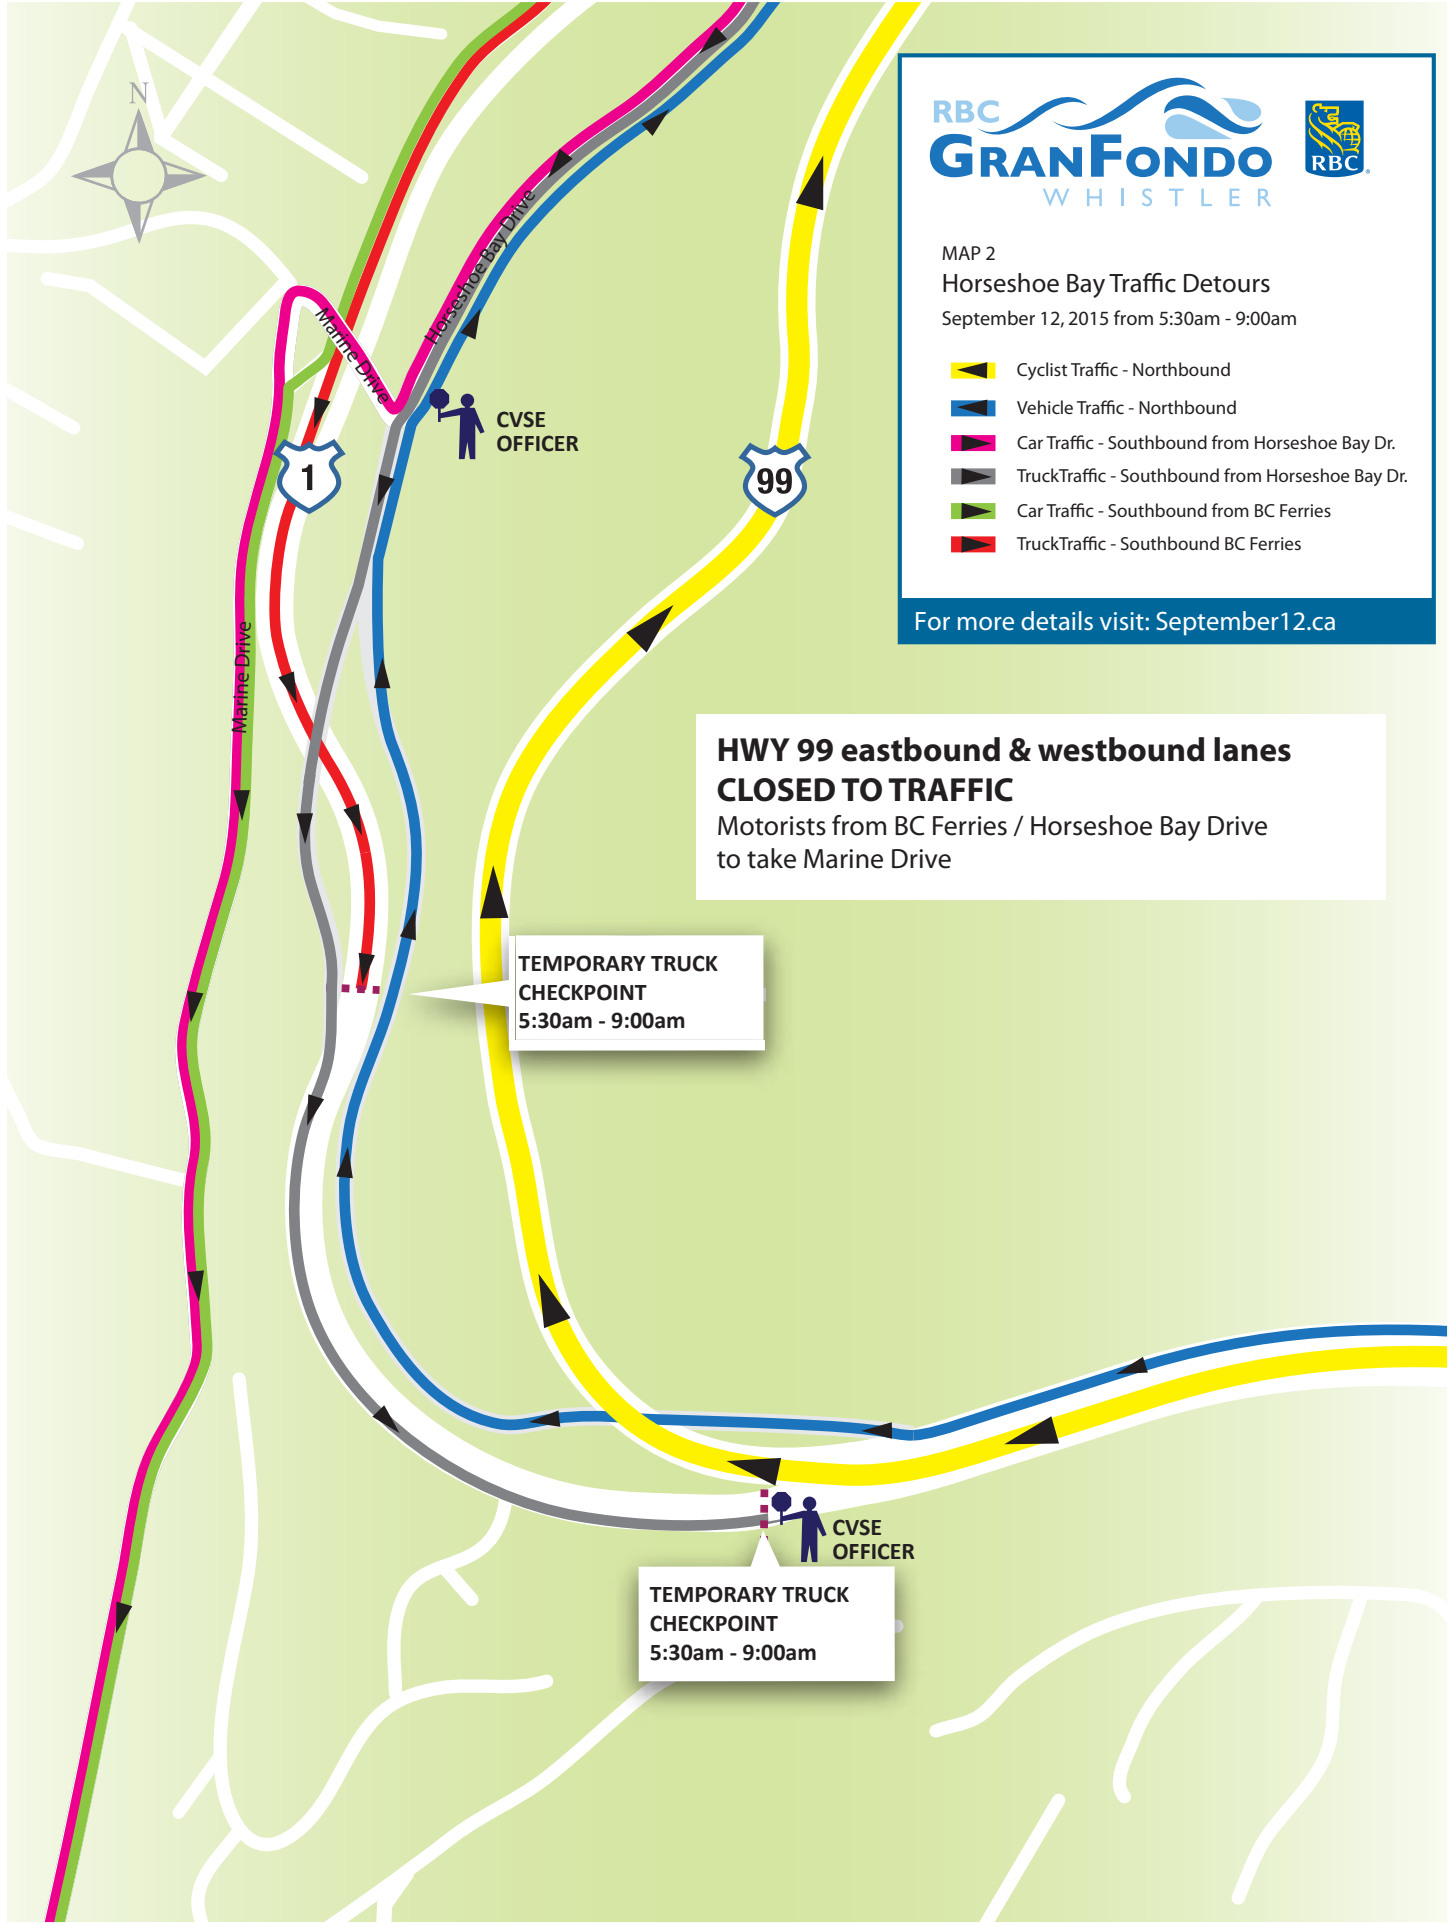 N
RBC
GRANFONDO
WHISTLER
RBC
MAP 2
Horseshoe Bay Traffic Detours
September 12, 2015 from 5:30am - 9:00am
Cyclist Traffic - Northbound
Vehicle Traffic - Northbound
Car Traffic - Southbound from Horseshoe Bay Dr.
TruckTraffic - Southbound from Horseshoe Bay Dr.
Car Traffic - Southbound from BC Ferries
TruckTraffic - Southbound BC Ferries
For more details visit: September12.ca
Horseshoe Bay Drive
Marine Drive
CVSE
OFFICER
1
99
Marine Drive
HWY 99 eastbound & westbound lanes
CLOSED TO TRAFFIC
Motorists from BC Ferries / Horseshoe Bay Drive
to take Marine Drive
TEMPORARY TRUCK
CHECKPOINT
5:30am - 9:00am
CVSE
OFFICER
TEMPORARY TRUCK
CHECKPOINT
5:30am - 9:00am